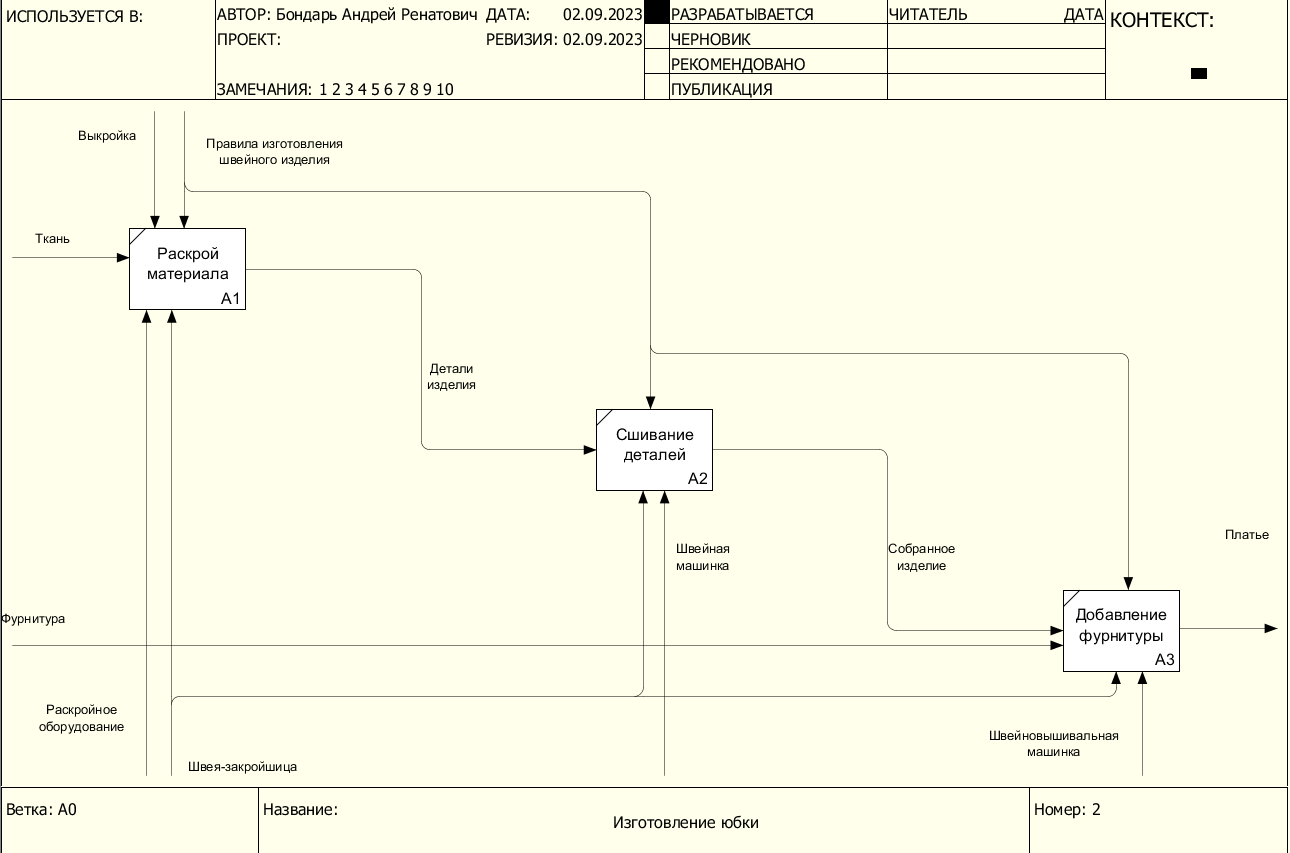 ИСПОЛЬЗУЕТСЯ В:
АВТОР: Бондарь Андрей Ренатович ДАТА: 02.09.2023
ПРОЕКТ: РЕВИЗИЯ: 02.09.2023
ЗАМЕЧАНИЯ: 1 2 3 4 5 6 7 8 9 10
РАЗРАБАТЫВАЕТСЯ
ЧЕРНОВИК
РЕКОМЕНДОВАНО
ПУБЛИКАЦИЯ
ЧИТАТЕЛЬ ДАТА
КОНТЕКСТ:
Выкройка
Правила изготовления
швейного изделия
Ткань
Раскрой
материала
A1
Детали
изделия
Сшивание
деталей
A2
Швейная
машинка
Собранное
изделие
Платье
Фурнитура
Добавление
фурнитуры
A3
Раскройное
оборудование
Швея-закройшица
Швейновышивальная
машинка
Ветка: A0
Название:
Изготовление юбки
Номер: 2